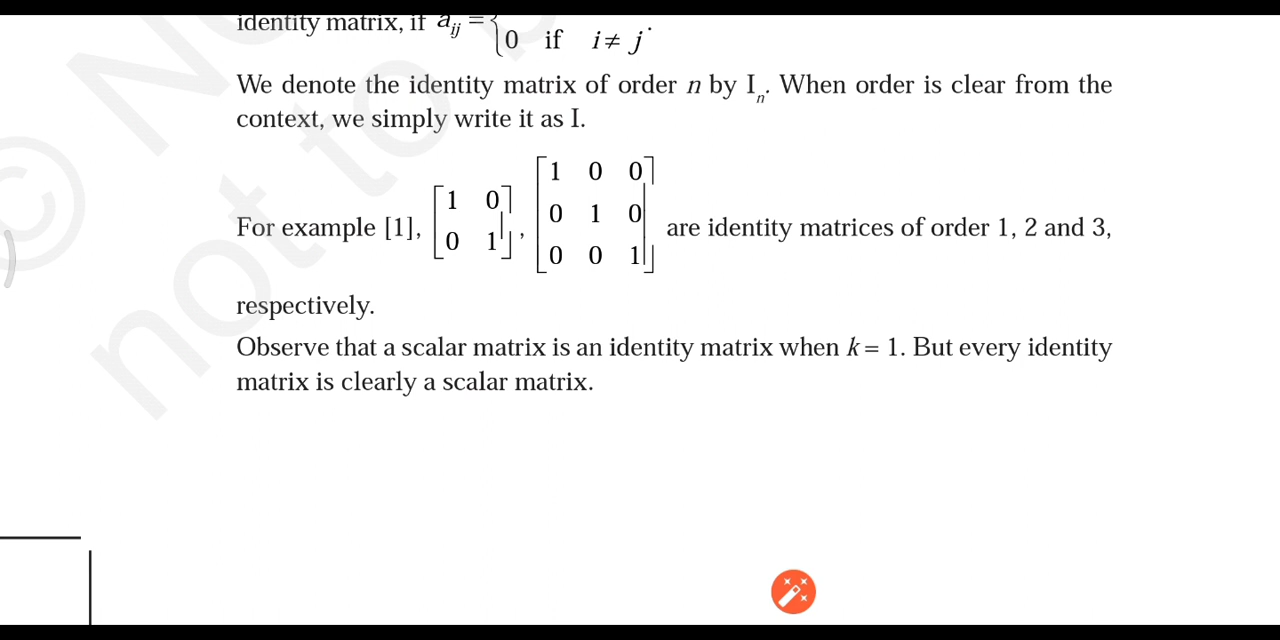 identity matrix, if a_ij = { 0 if i ≠ j .
We denote the identity matrix of order n by I_n. When order is clear from the
context, we simply write it as I.
For example [1], [1 0; 0 1], [1 0 0; 0 1 0; 0 0 1] are identity matrices of order 1, 2 and 3,
respectively.
Observe that a scalar matrix is an identity matrix when k = 1. But every identity
matrix is clearly a scalar matrix.
© N
not to